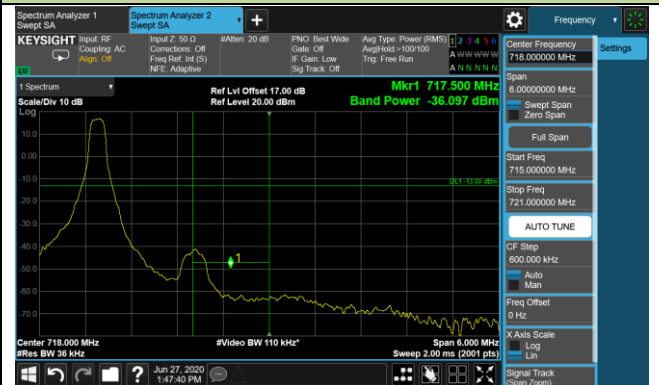 Spectrum Analyzer 1
Swept SA
Spectrum Analyzer 2
Swept SA
+
Frequency
KEYSIGHT
Input: RF
Coupling: AC
Align: Off
Input Z: 50 Ω
Corrections: Off
Freq Ref: Int (S)
NFE: Adaptive
#Atten: 20 dB
PNO: Best Wide
Gate: Off
IF Gain: Low
Sig Track: Off
Avg Type: Power (RMS)
Avg|Hold:>100/100
Trig: Free Run
1 2 3 4 5 6
A W W W W W
A N N N N N
LXI
Center Frequency
718.000000 MHz
Settings
Span
6.00000000 MHz
Swept Span
Zero Span
Full Span
Start Freq
715.000000 MHz
Stop Freq
721.000000 MHz
AUTO TUNE
CF Step
600.000 kHz
Auto
Man
Freq Offset
0 Hz
X Axis Scale
Log
Lin
Signal Track
(Span Zoom)
1 Spectrum
Scale/Div 10 dB
Log
Ref Lvl Offset 17.00 dB
Ref Level 20.00 dBm
Mkr1 717.500 MHz
Band Power -36.097 dBm
10.0
0.00
-10.0
DL1 -13.00 dBm
-20.0
-30.0
-40.0
1
-50.0
-60.0
-70.0
Center 718.000 MHz
#Res BW 36 kHz
#Video BW 110 kHz*
Span 6.000 MHz
Sweep 2.00 ms (2001 pts)
?
Jun 27, 2020
1:47:40 PM